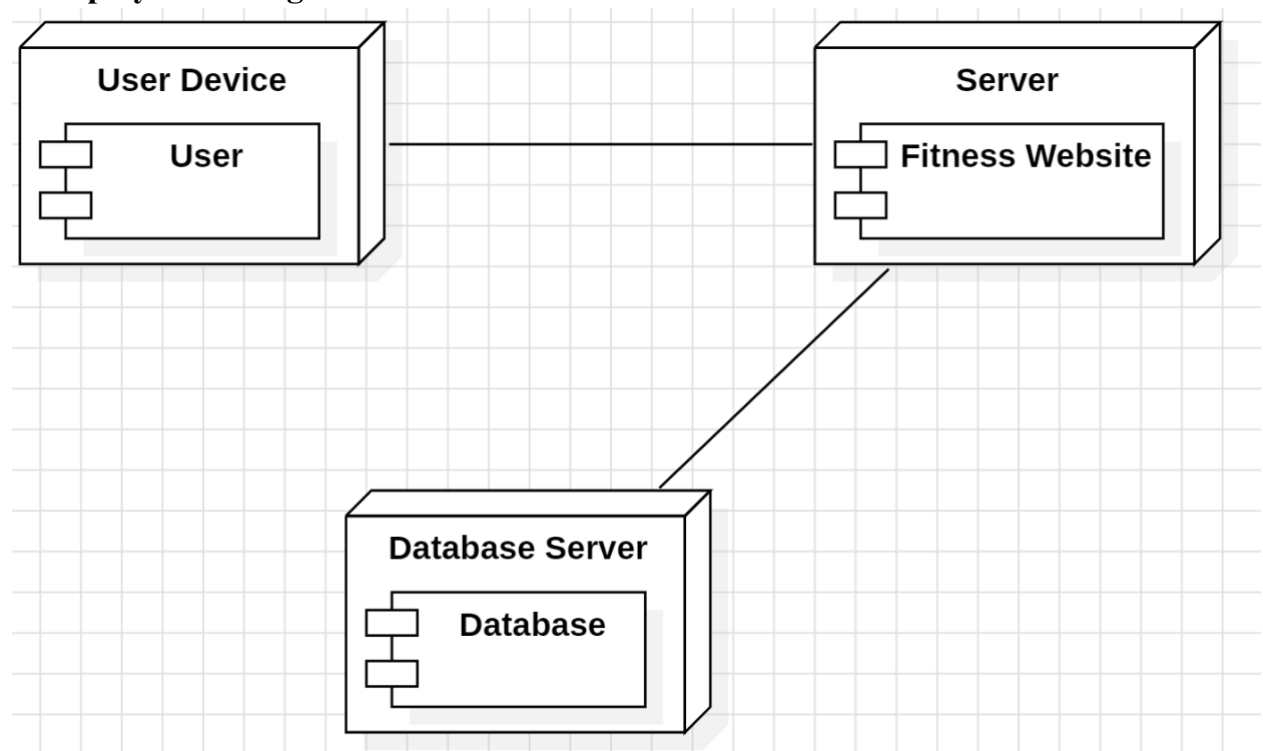 User Device
User
Server
Fitness Website
Database Server
Database